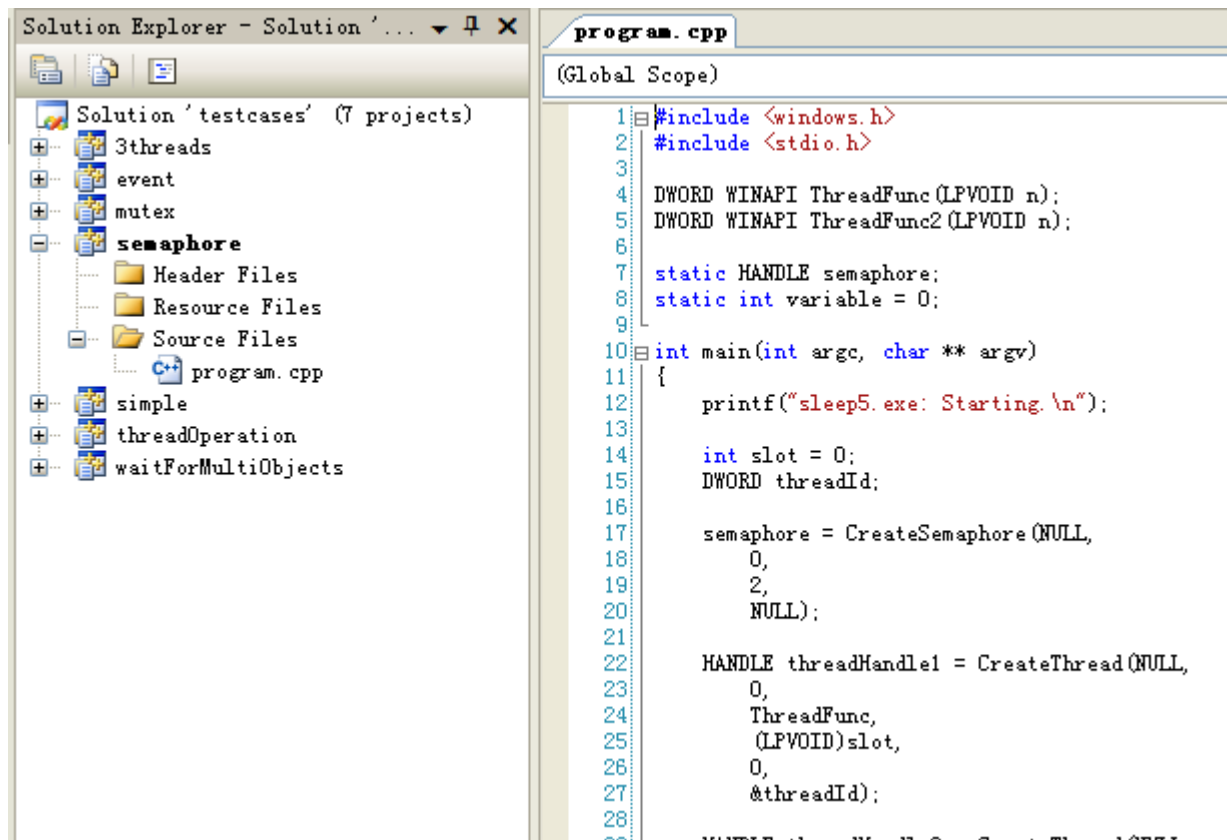 Solution Explorer - Solution '...
Solution 'testcases' (7 projects)
3threads
event
mutex
semaphore
Header Files
Resource Files
Source Files
program.cpp
simple
threadOperation
waitForMultiObjects
program.cpp
(Global Scope)
1 #include <windows.h>
2 #include <stdio.h>
3
4 DWORD WINAPI ThreadFunc(LPVOID n);
5 DWORD WINAPI ThreadFunc2(LPVOID n);
6
7 static HANDLE semaphore;
8 static int variable = 0;
9
10 int main(int argc, char ** argv)
11 {
12 printf("sleep5.exe: Starting.\n");
13
14 int slot = 0;
15 DWORD threadId;
16
17 semaphore = CreateSemaphore(NULL,
18 0,
19 2,
20 NULL);
21
22 HANDLE threadHandle1 = CreateThread(NULL,
23 0,
24 ThreadFunc,
25 (LPVOID)slot,
26 0,
27 &threadId);
28